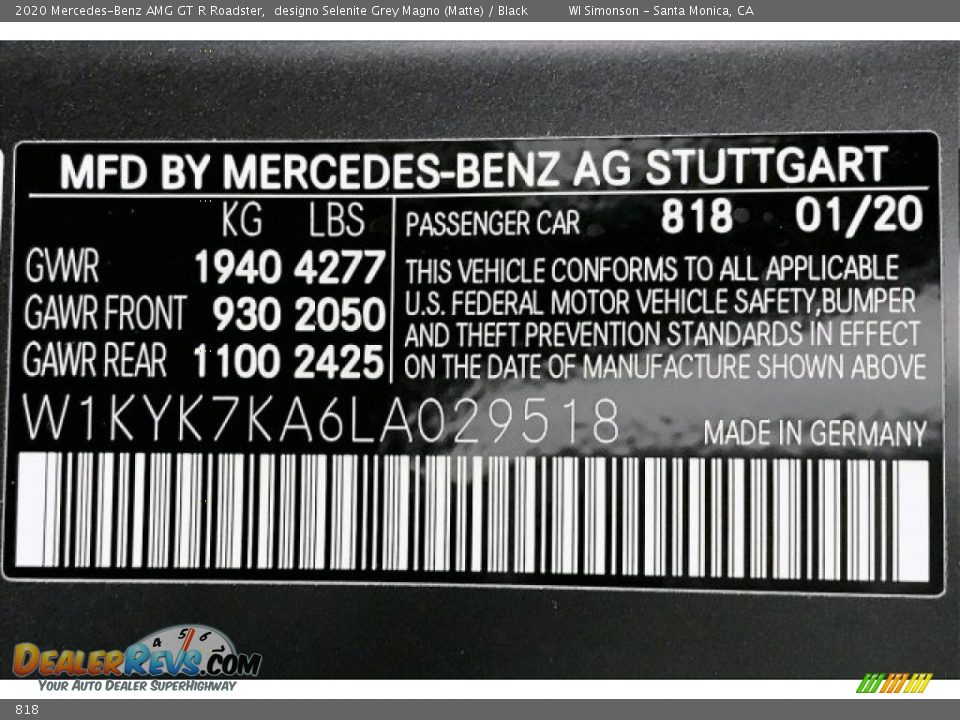 2020 Mercedes-Benz AMG GT R Roadster, designo Selenite Grey Magno (Matte) / Black WI Simonson - Santa Monica, CA
MFD BY MERCEDES-BENZ AG STUTTGART
KG LBS
GVWR 1940 4277
GAWR FRONT 930 2050
GAWR REAR 1100 2425
PASSENGER CAR 818 01/20
THIS VEHICLE CONFORMS TO ALL APPLICABLE
U.S. FEDERAL MOTOR VEHICLE SAFETY,BUMPER
AND THEFT PREVENTION STANDARDS IN EFFECT
ON THE DATE OF MANUFACTURE SHOWN ABOVE
W1KYK7KA6LA029518
MADE IN GERMANY
4 5 6 7
DEALERREVS.COM
YOUR AUTO DEALER SUPERHIGHWAY
818